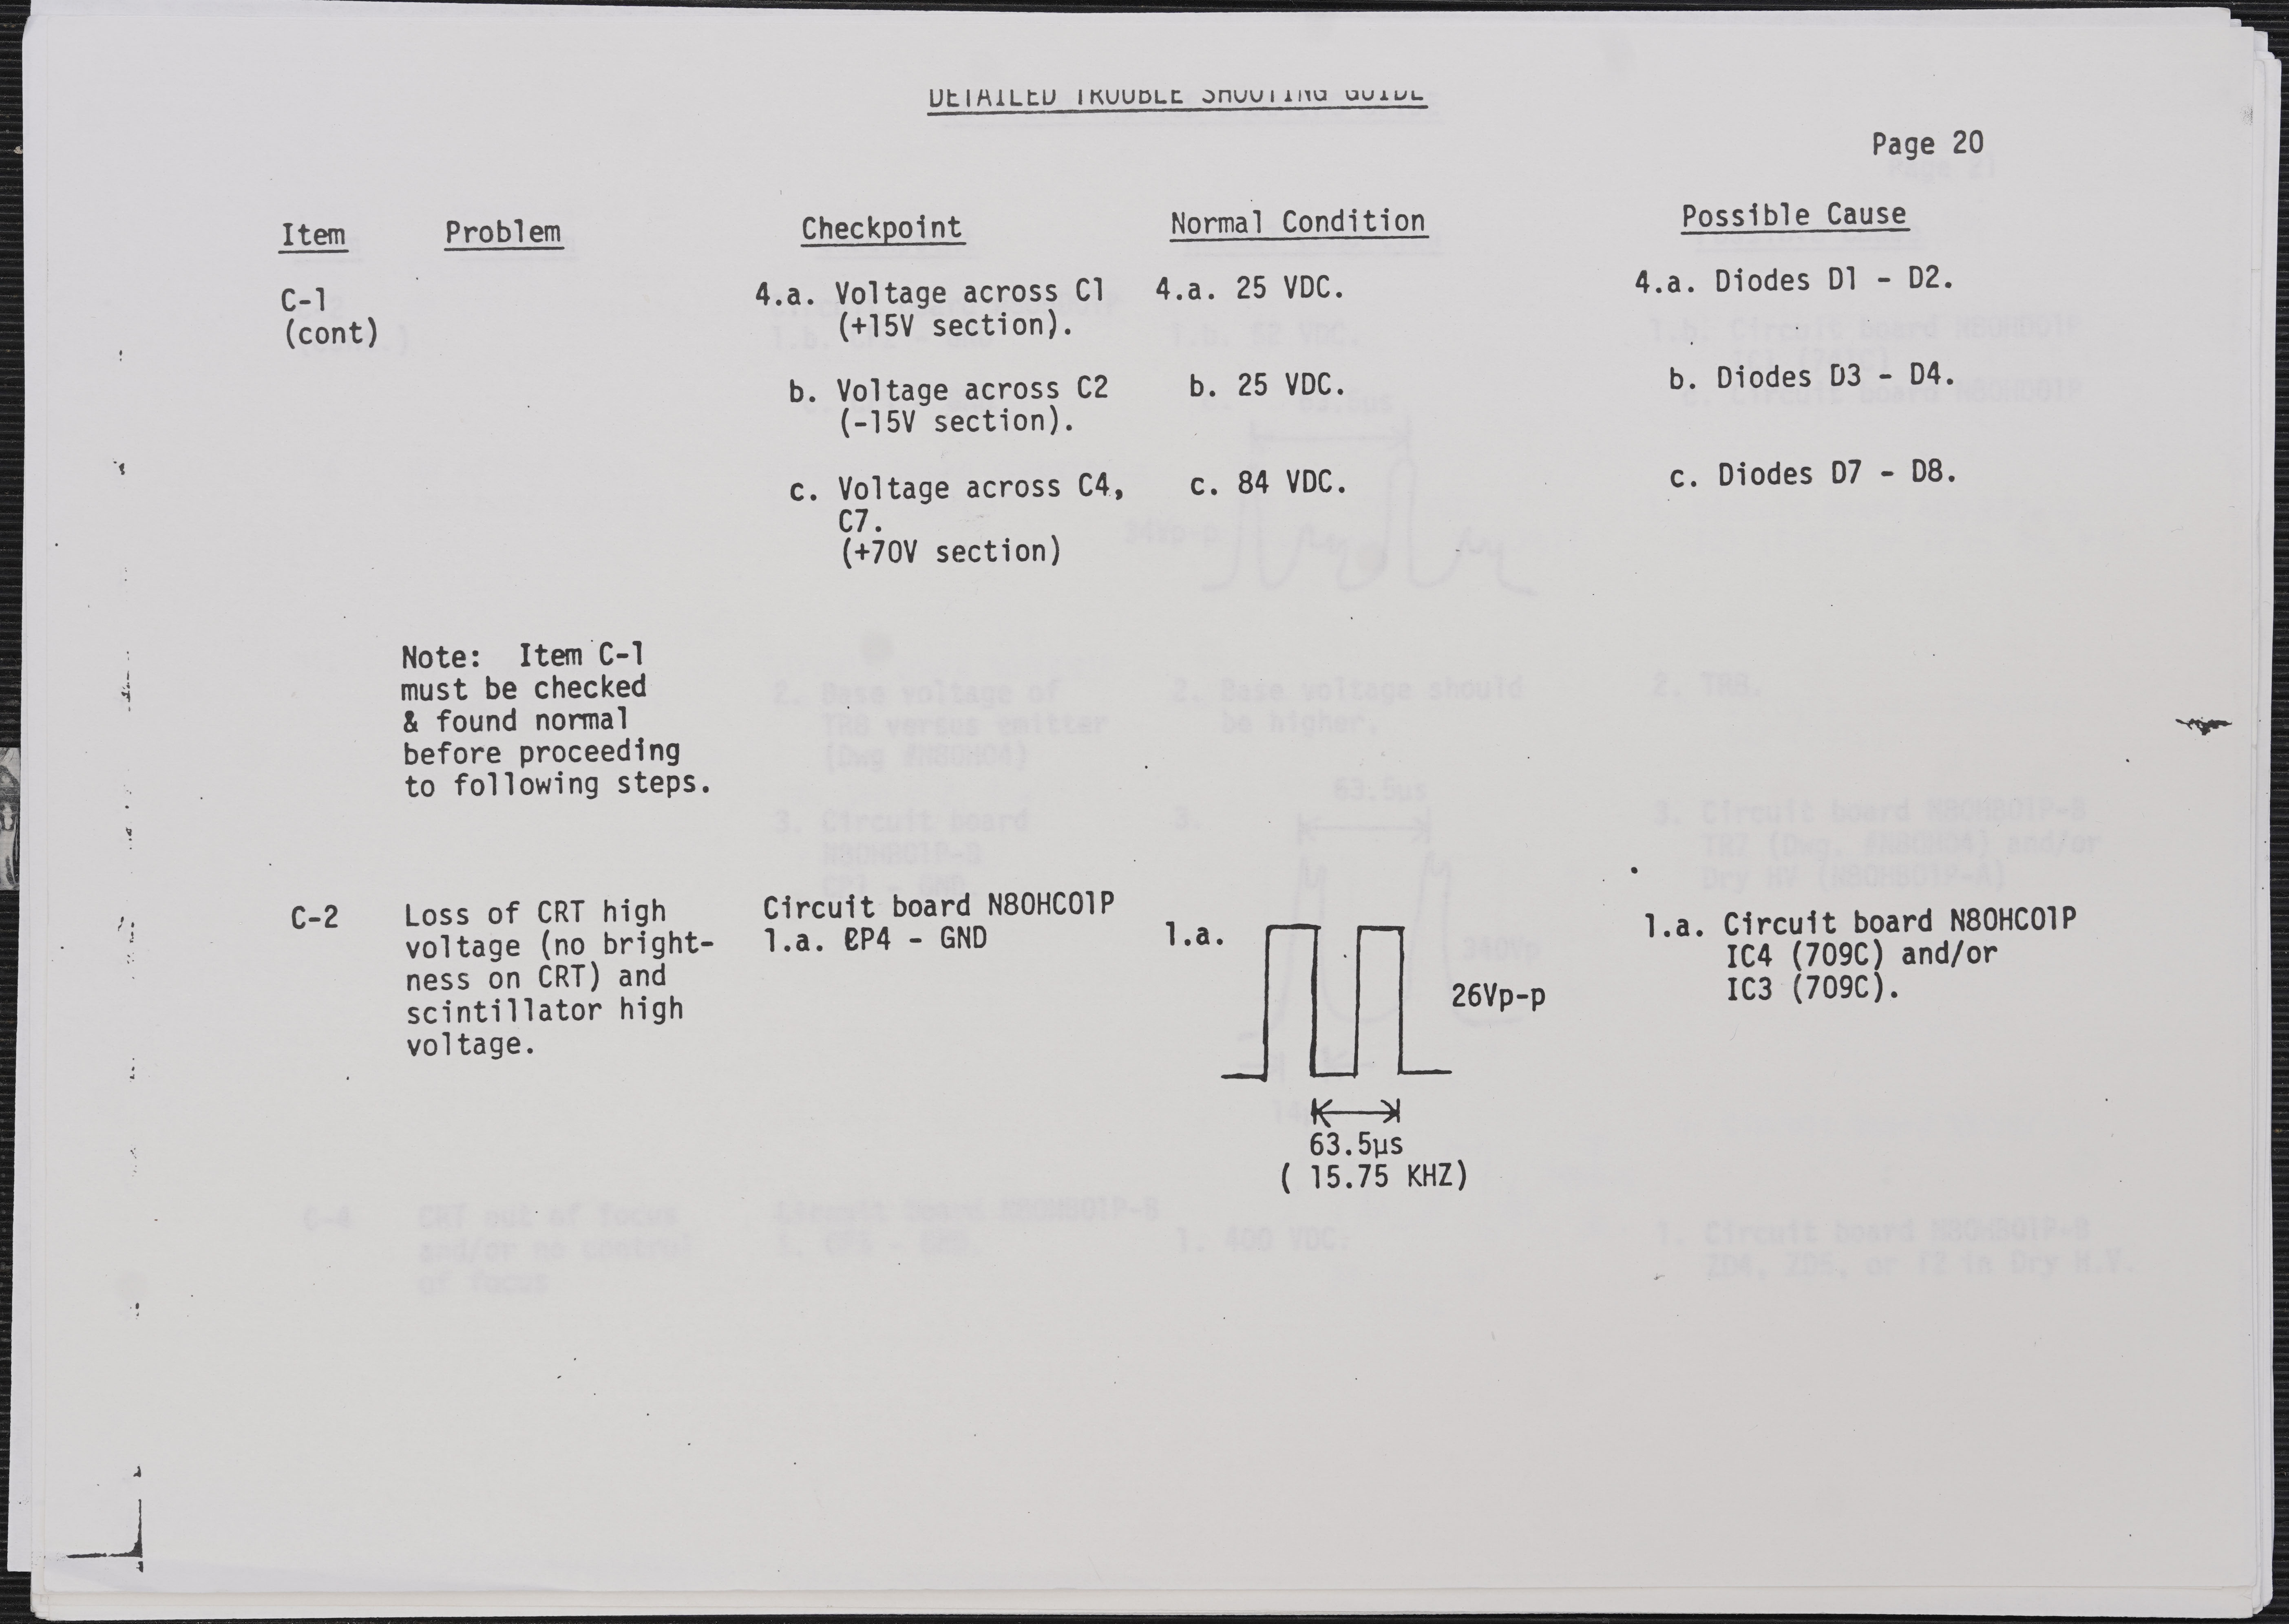 DETAILED TROUBLE SHOOTING GUIDE
Page 20
Item Problem Checkpoint Normal Condition Possible Cause
C-1
(cont)
4.a. Voltage across C1
(+15V section).
4.a. 25 VDC.
4.a. Diodes D1 - D2.
b. Voltage across C2
(-15V section).
b. 25 VDC.
b. Diodes D3 - D4.
c. Voltage across C4,
C7.
(+70V section)
c. 84 VDC.
c. Diodes D7 - D8.
Note: Item C-1
must be checked
& found normal
before proceeding
to following steps.
C-2
Loss of CRT high
voltage (no bright-
ness on CRT) and
scintillator high
voltage.
Circuit board N80HC01P
1.a. CP4 - GND
1.a.
26Vp-p
63.5µs
( 15.75 KHZ)
1.a. Circuit board N80HC01P
IC4 (709C) and/or
IC3 (709C).